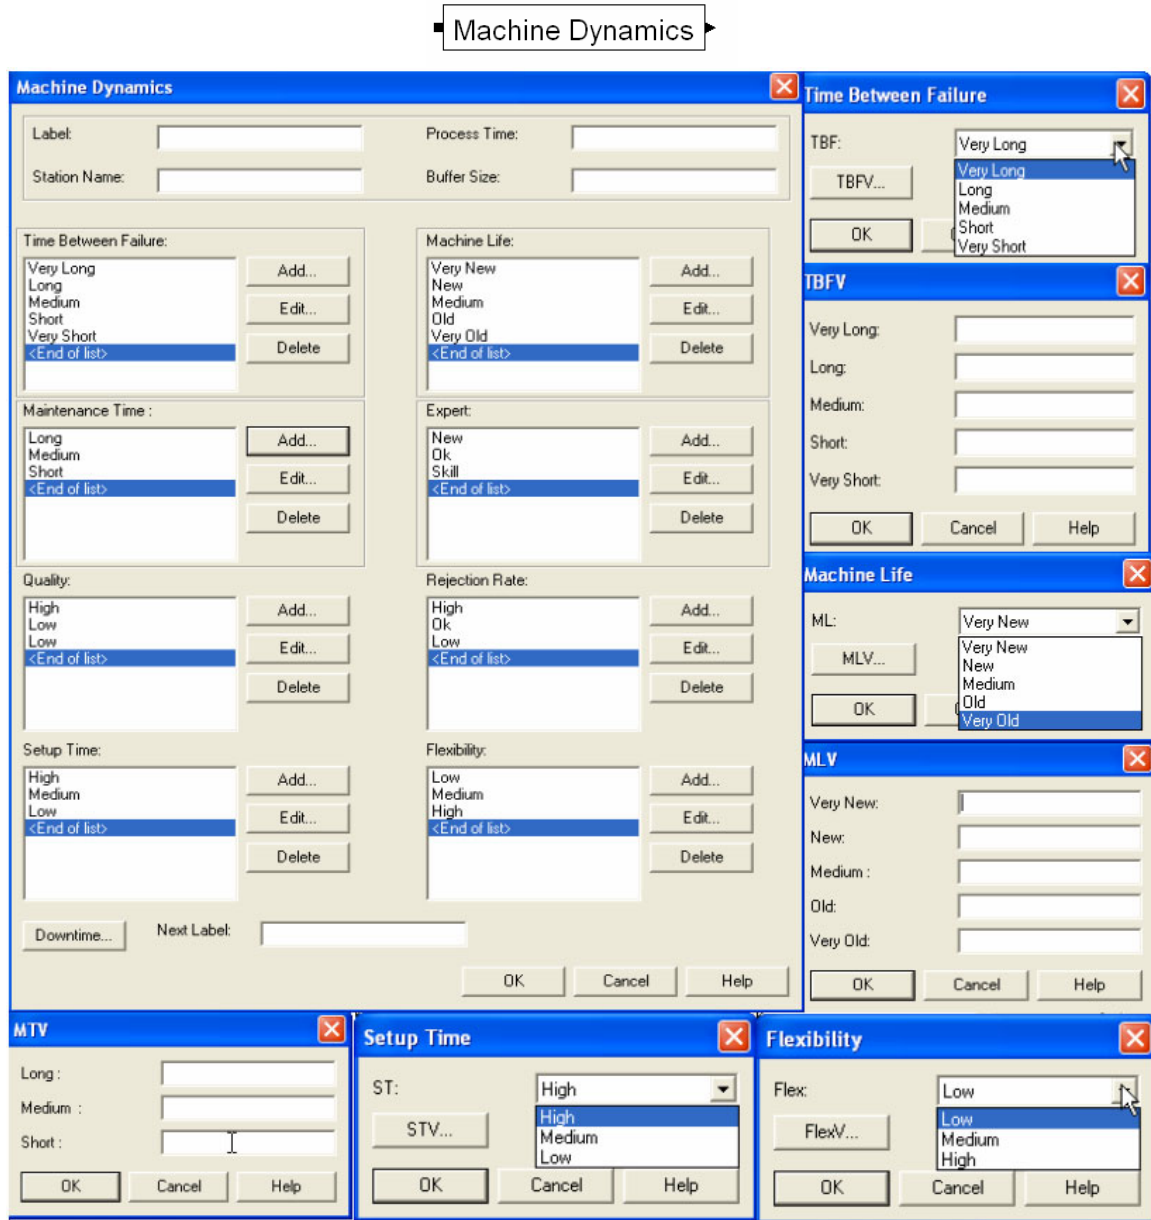 Machine Dynamics
Machine Dynamics
Label:
Process Time:
Station Name:
Buffer Size:
Time Between Failure:
Very Long
Long
Medium
Short
Very Short
<End of list>
Add...
Edit...
Delete
Machine Life:
Very New
New
Medium
Old
Very Old
<End of list>
Add...
Edit...
Delete
Maintenance Time :
Long
Medium
Short
<End of list>
Add...
Edit...
Delete
Expert:
New
Ok
Skill
<End of list>
Add...
Edit...
Delete
Quality:
High
Low
Low
<End of list>
Add...
Edit...
Delete
Rejection Rate:
High
Ok
Low
<End of list>
Add...
Edit...
Delete
Setup Time:
High
Medium
Low
<End of list>
Add...
Edit...
Delete
Flexibility:
Low
Medium
High
<End of list>
Add...
Edit...
Delete
Downtime...
Next Label:
OK
Cancel
Help
Time Between Failure
TBF:
Very Long
TBFV...
Very Long
Long
Medium
Short
Very Short
OK
TBFV
Very Long:
Long:
Medium:
Short:
Very Short:
OK
Cancel
Help
Machine Life
ML:
Very New
MLV...
Very New
New
Medium
Old
Very Old
OK
MLV
Very New:
New:
Medium :
Old:
Very Old:
OK
Cancel
Help
MTV
Long :
Medium :
Short :
OK
Cancel
Help
Setup Time
ST:
High
STV...
High
Medium
Low
OK
Cancel
Help
Flexibility
Flex:
Low
FlexV...
Low
Medium
High
OK
Cancel
Help